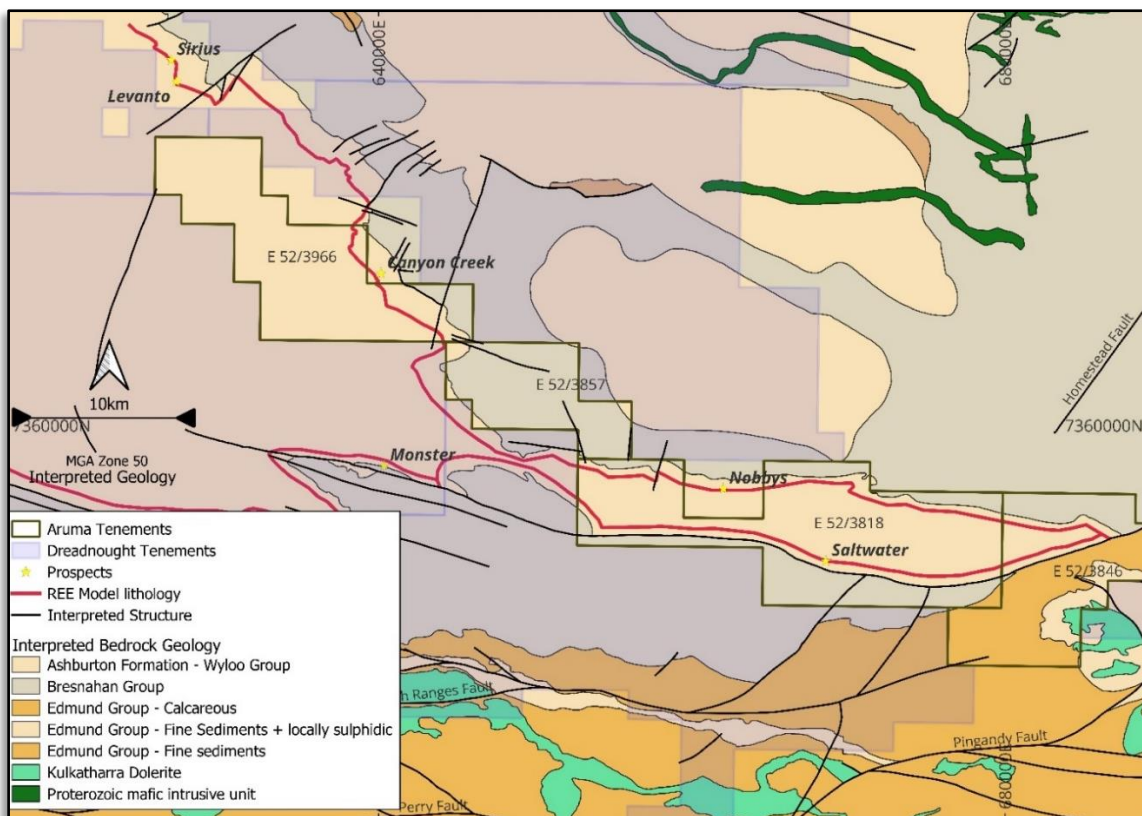 640000E
680000E
Sirius
Levanto
E 52/3966
Canyon Creek
Homestead Fault
E 52/3857
10km
7360000N
7360000N
MGA Zone 50
Interpreted Geology
Monster
Nobbys
E 52/3818
Saltwater
E 52/3846
Aruma Tenements
Dreadnought Tenements
Prospects
REE Model lithology
Interpreted Structure
Interpreted Bedrock Geology
Ashburton Formation - Wyloo Group
Bresnahan Group
Edmund Group - Calcareous
Edmund Group - Fine Sediments + locally sulphidic
Edmund Group - Fine sediments
Kulkatharra Dolerite
Proterozoic mafic intrusive unit
h Ranges Fault
Pingandy Fault
680000E
Perry Fault